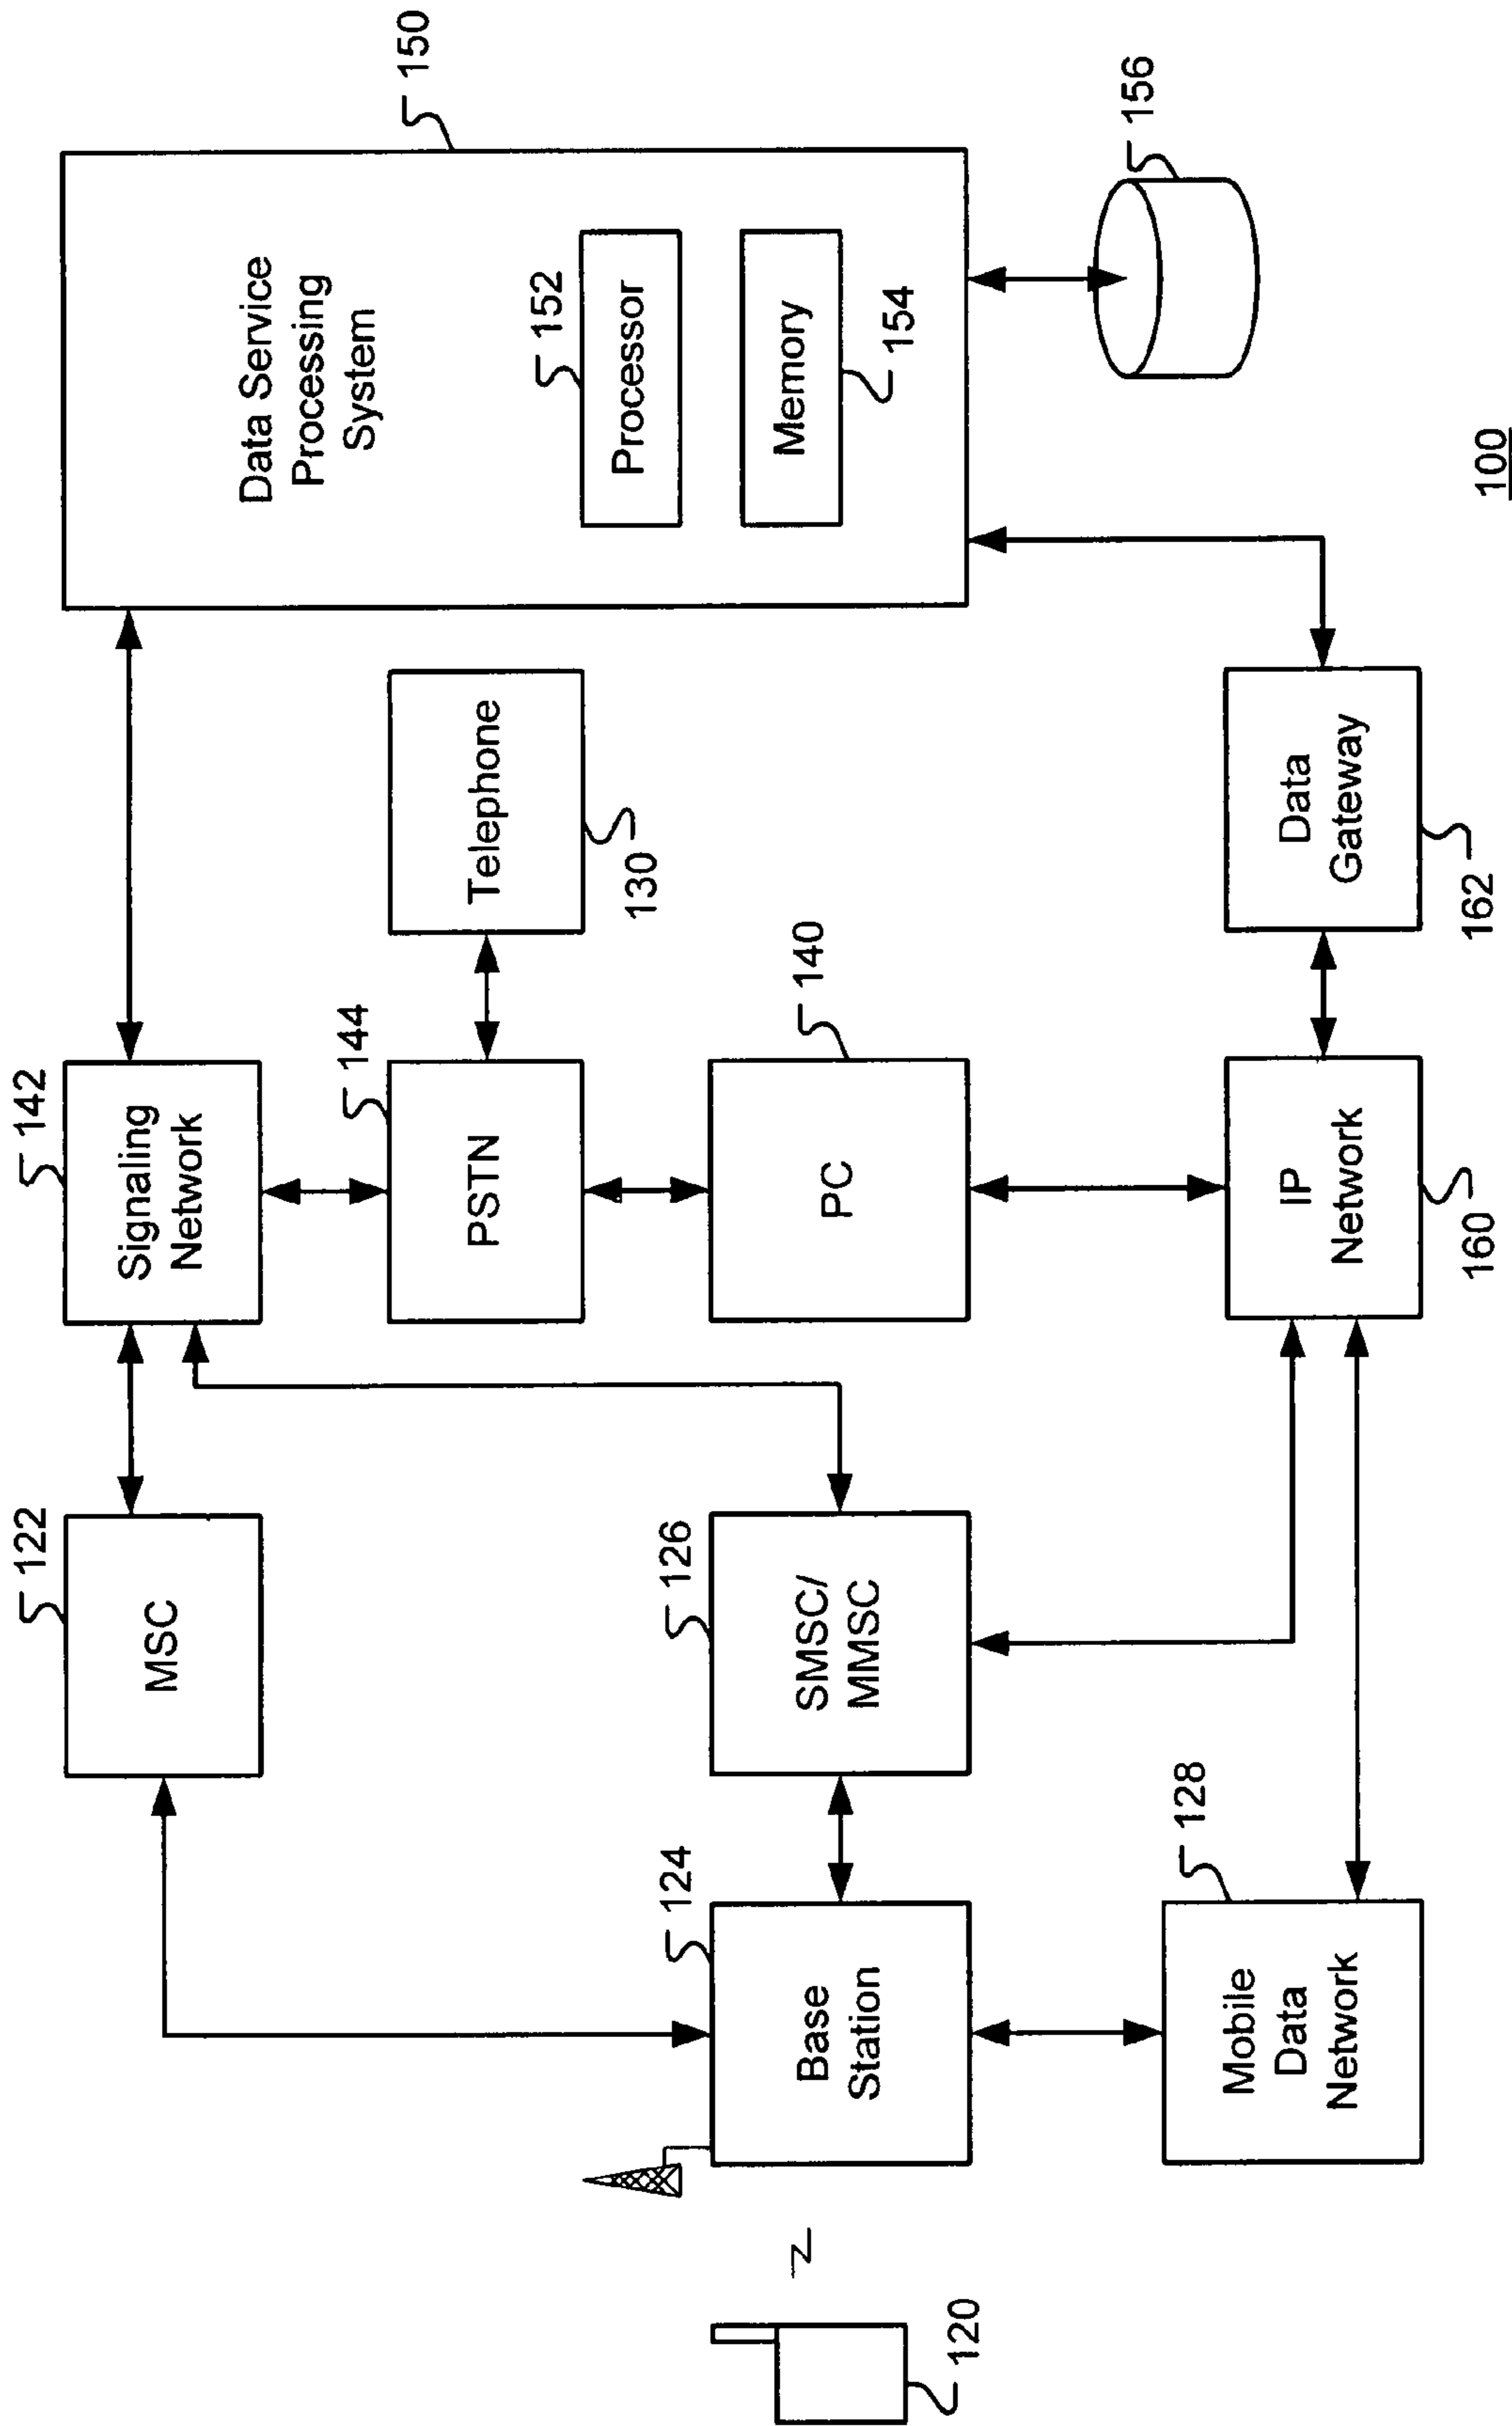 122
MSC
142
Signaling
Network
150
Data Service
Processing
System
152
Processor
Memory
154
156
144
PSTN
Telephone
130
124
Base
Station
126
SMSC/
MMSC
140
PC
120
128
Mobile
Data
Network
IP
Network
160
Data
Gateway
162
100